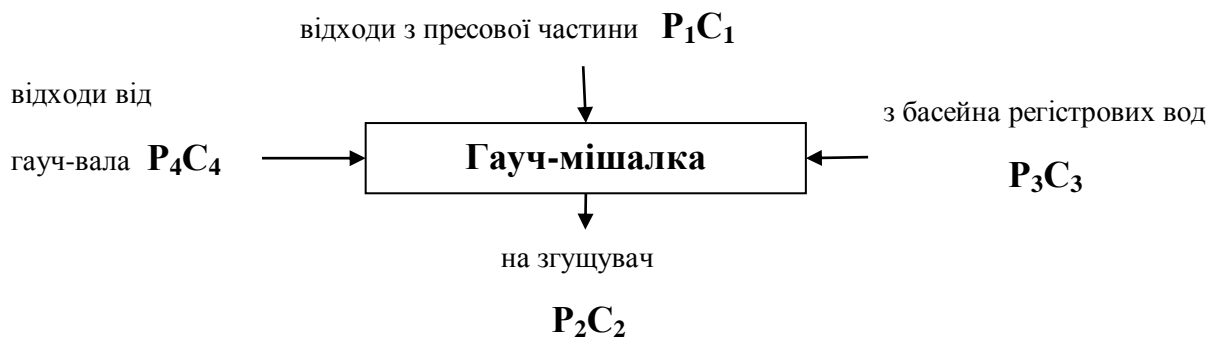 відходи з пресової частини P₁C₁
відходи від
гауч-вала P₄C₄
Гауч-мішалка
з басейна регістрових вод
P₃C₃
на згущувач
P₂C₂